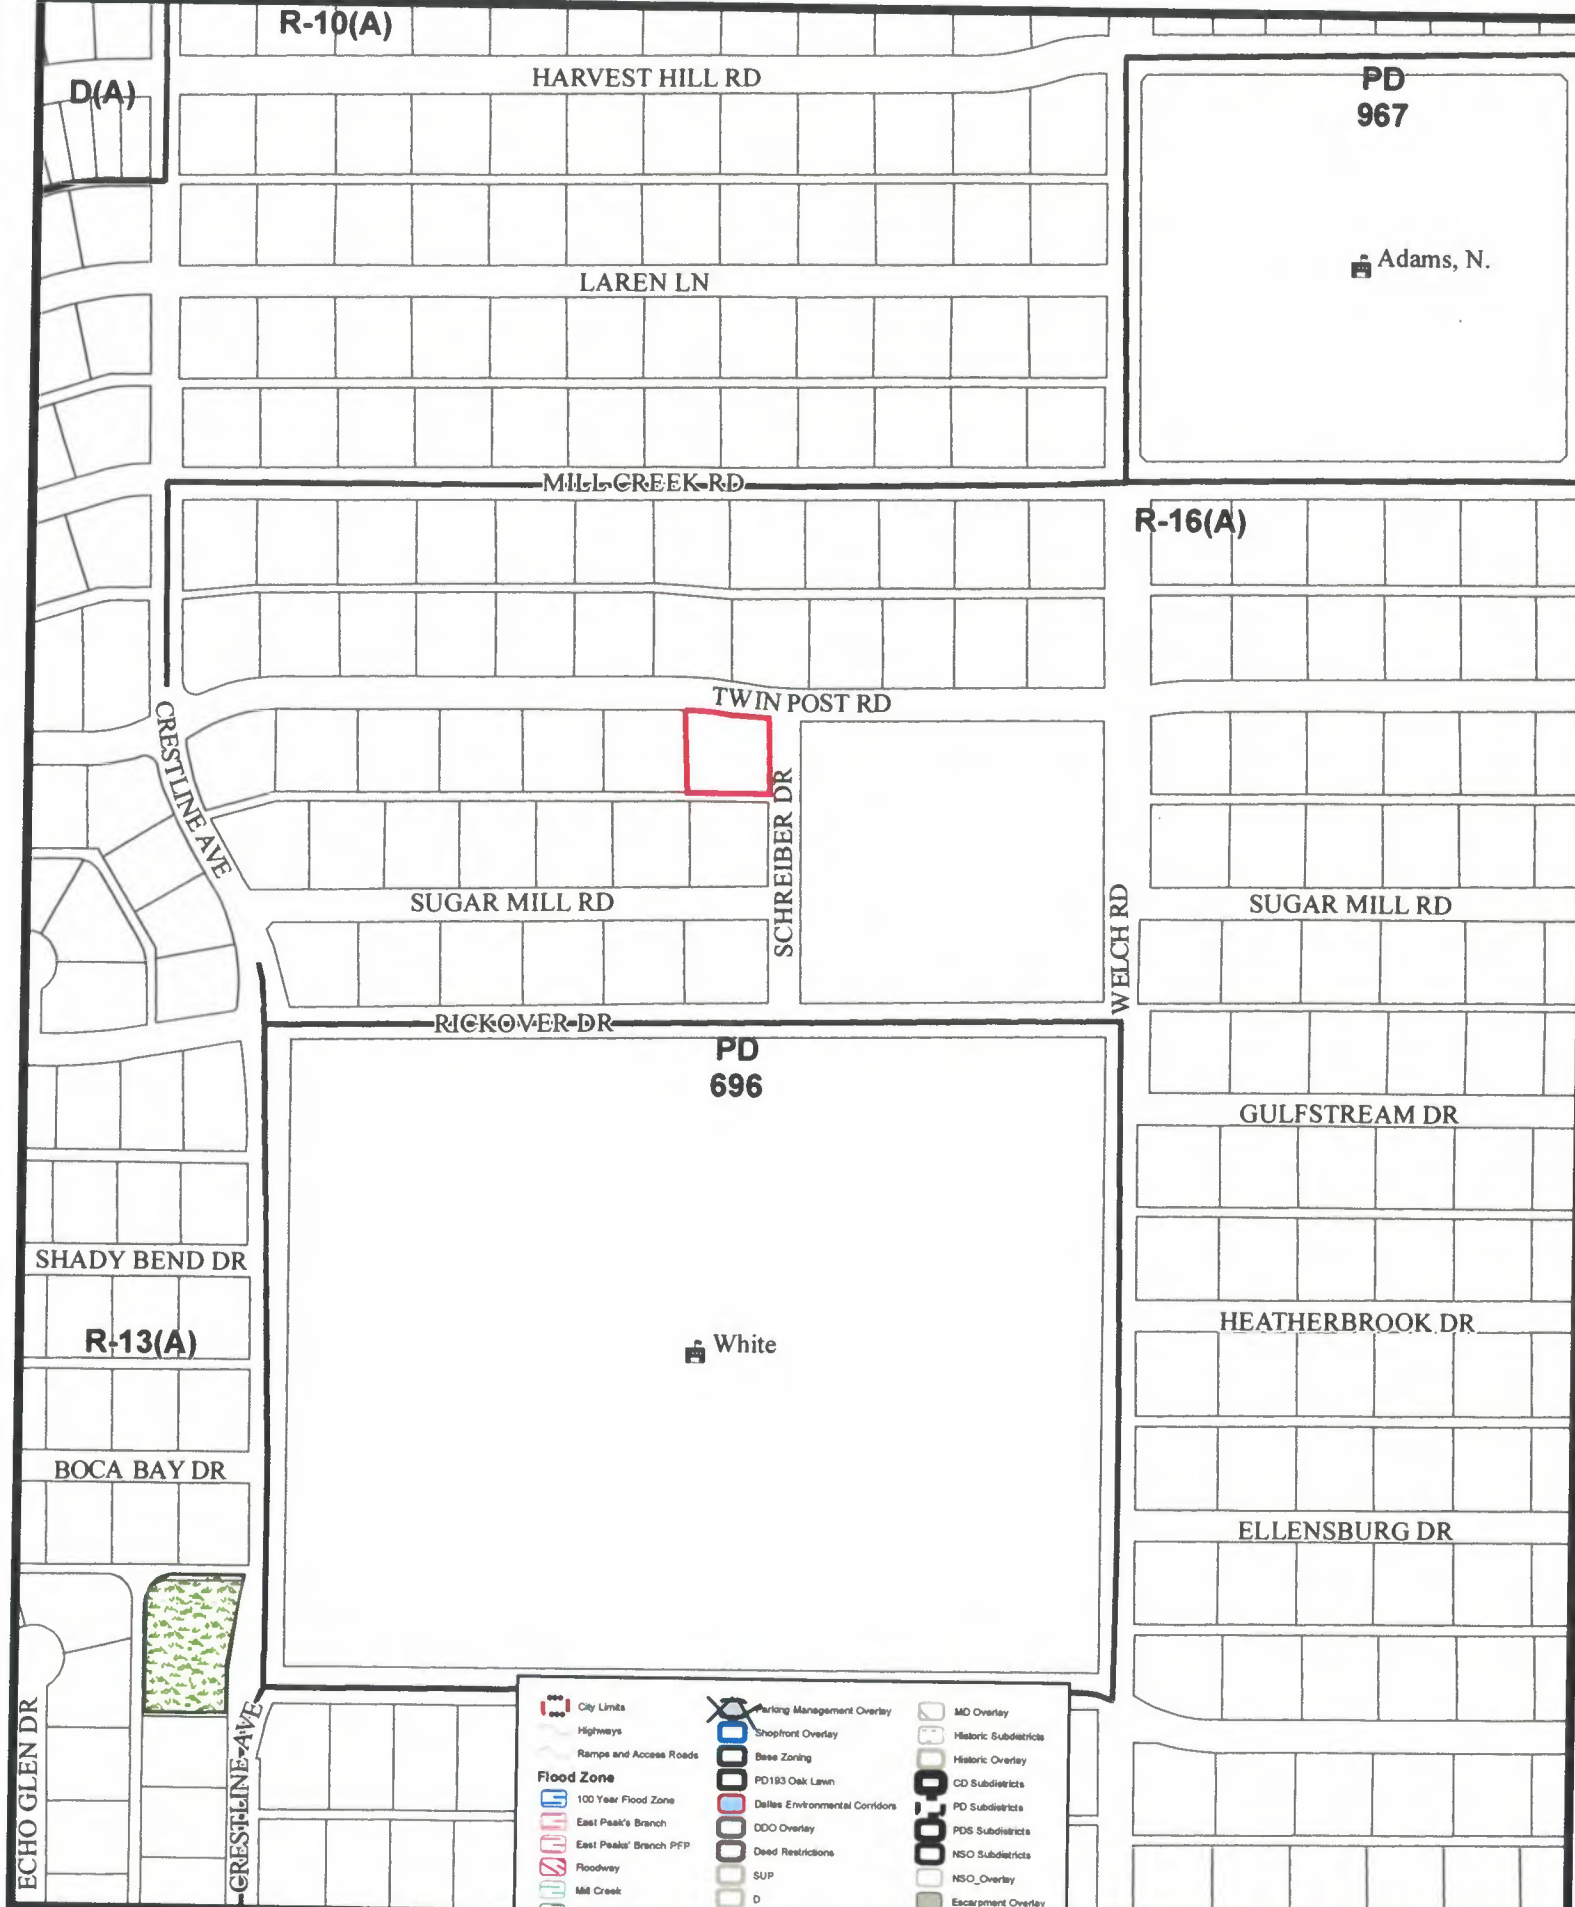 R-10(A)
HARVEST HILL RD
D(A)
PD
967
Adams, N.
LAREN LN
MILL CREEK RD
R-16(A)
TWIN POST RD
CRESTLINE AVE
SCHREIBER DR
SUGAR MILL RD
WELCH RD
SUGAR MILL RD
RICKOVER DR
PD
696
GULFSTREAM DR
SHADY BEND DR
HEATHERBROOK DR
R-13(A)
White
BOCA BAY DR
ELLENSBURG DR
ECHO GLEN DR
CRESTLINE AVE
City Limits
Highways
Ramps and Access Roads
Flood Zone
100 Year Flood Zone
East Peak's Branch
East Peaks' Branch PFP
Floodway
Mill Creek
Parking Management Overlay
Shopfront Overlay
Base Zoning
PD193 Oak Lawn
Dallas Environmental Corridors
DDO Overlay
Deed Restrictions
SUP
D
MD Overlay
Historic Subdistricts
Historic Overlay
CD Subdistricts
PD Subdistricts
PDS Subdistricts
NSO Subdistricts
NSO_Overlay
Escarpment Overlay